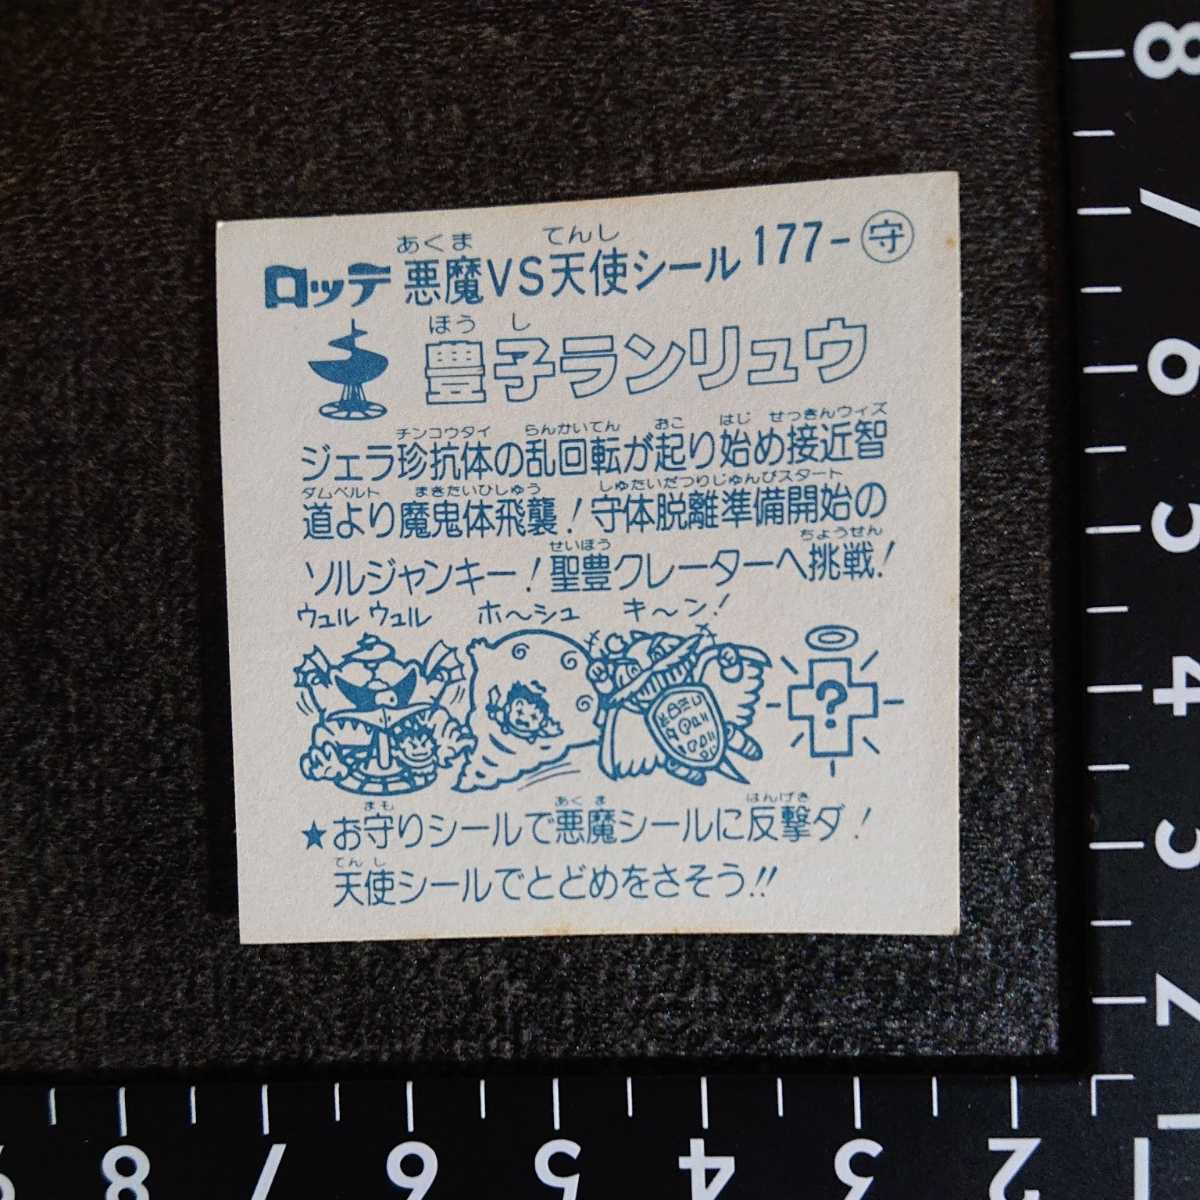 あくま てんし
ロッテ 悪魔VS天使シール 177-守
ほうし
豊子ランリュウ
チンコウタイ らんかいてん おこ はじ せっきんウィズ
ジェラ珍抗体の乱回転が起り始め接近智
ダムベルト まきたいひしゅう しゅたいだつりじゅんびスタート
道より魔鬼体飛襲!守体脱離準備開始の
せいほう ちょうせん
ソルジャンキー!聖豊クレーターへ挑戦!
ウュル ウュル ホ〜シュ キ〜ン!
?
まも あくま はんげき
★お守りシールで悪魔シールに反撃ダ!
てんし
天使シールでとどめをさそう!!
8
7
6
5
4
3
2
1
8 7 6 5 4 3 2 1